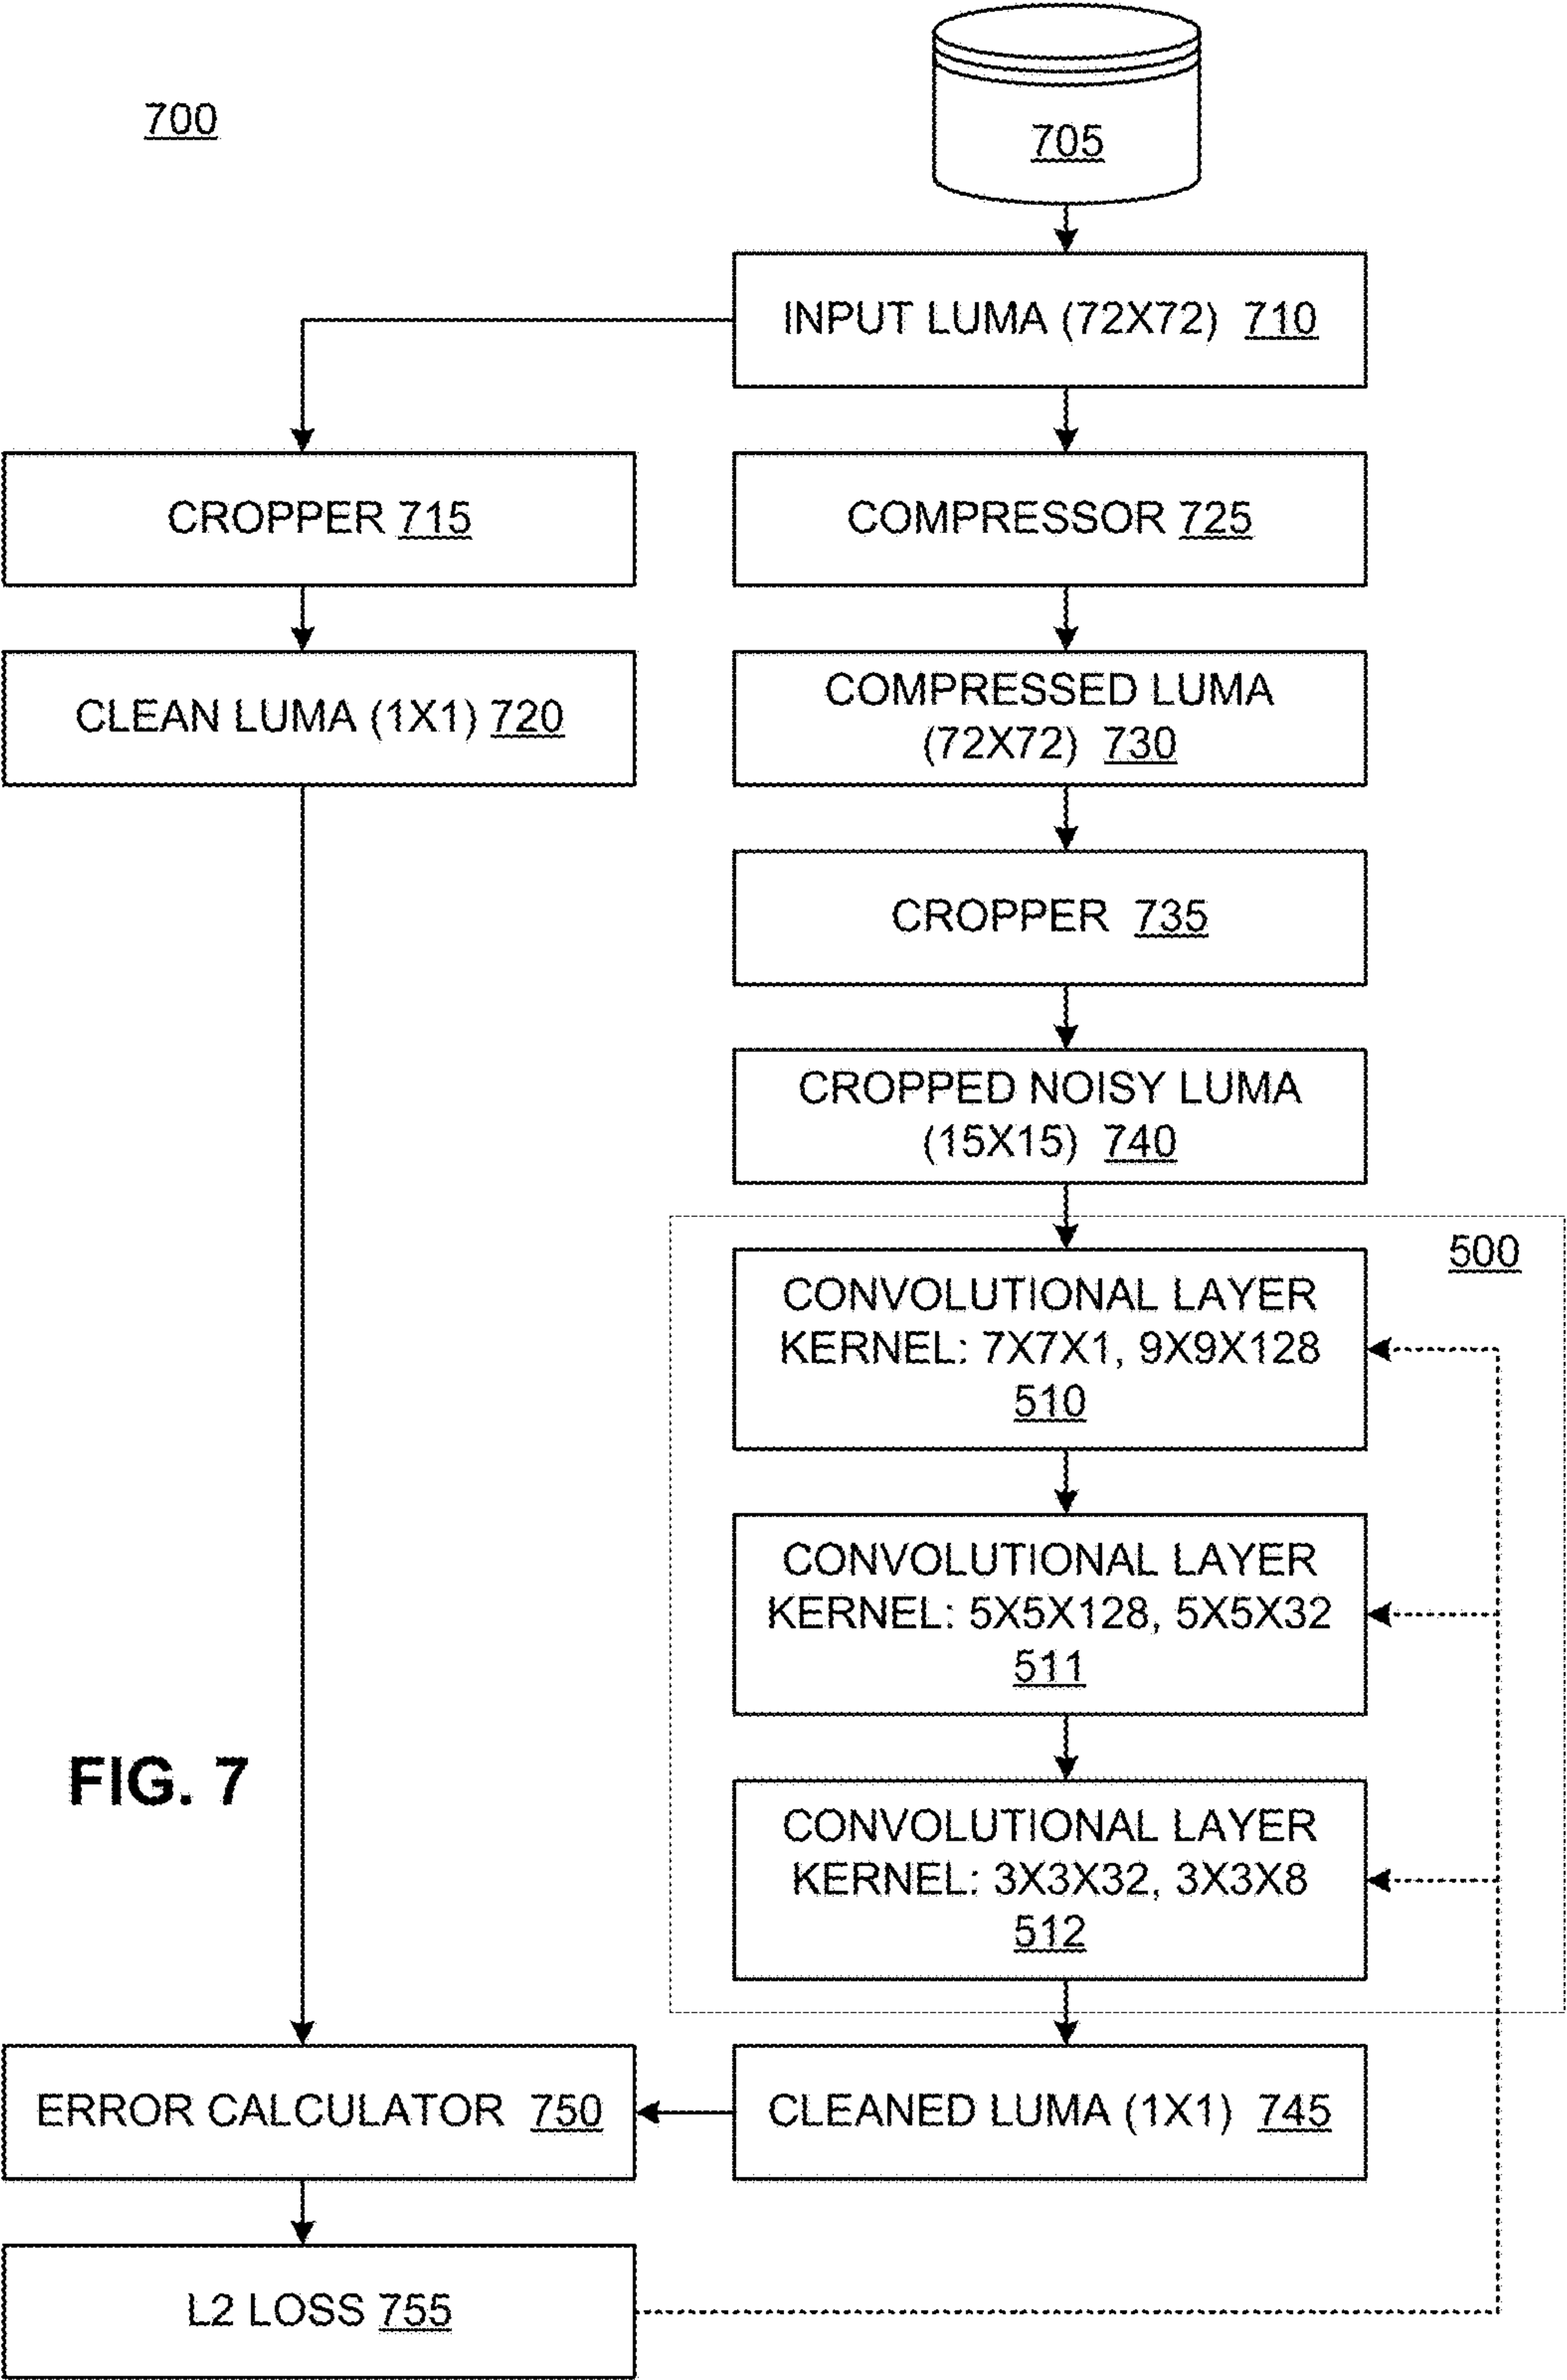 700
705
INPUT LUMA (72X72) 710
CROPPER 715
COMPRESSOR 725
CLEAN LUMA (1X1) 720
COMPRESSED LUMA
(72X72) 730
CROPPER 735
CROPPED NOISY LUMA
(15X15) 740
500
CONVOLUTIONAL LAYER
KERNEL: 7X7X1, 9X9X128
510
CONVOLUTIONAL LAYER
KERNEL: 5X5X128, 5X5X32
511
FIG. 7
CONVOLUTIONAL LAYER
KERNEL: 3X3X32, 3X3X8
512
ERROR CALCULATOR 750
CLEANED LUMA (1X1) 745
L2 LOSS 755